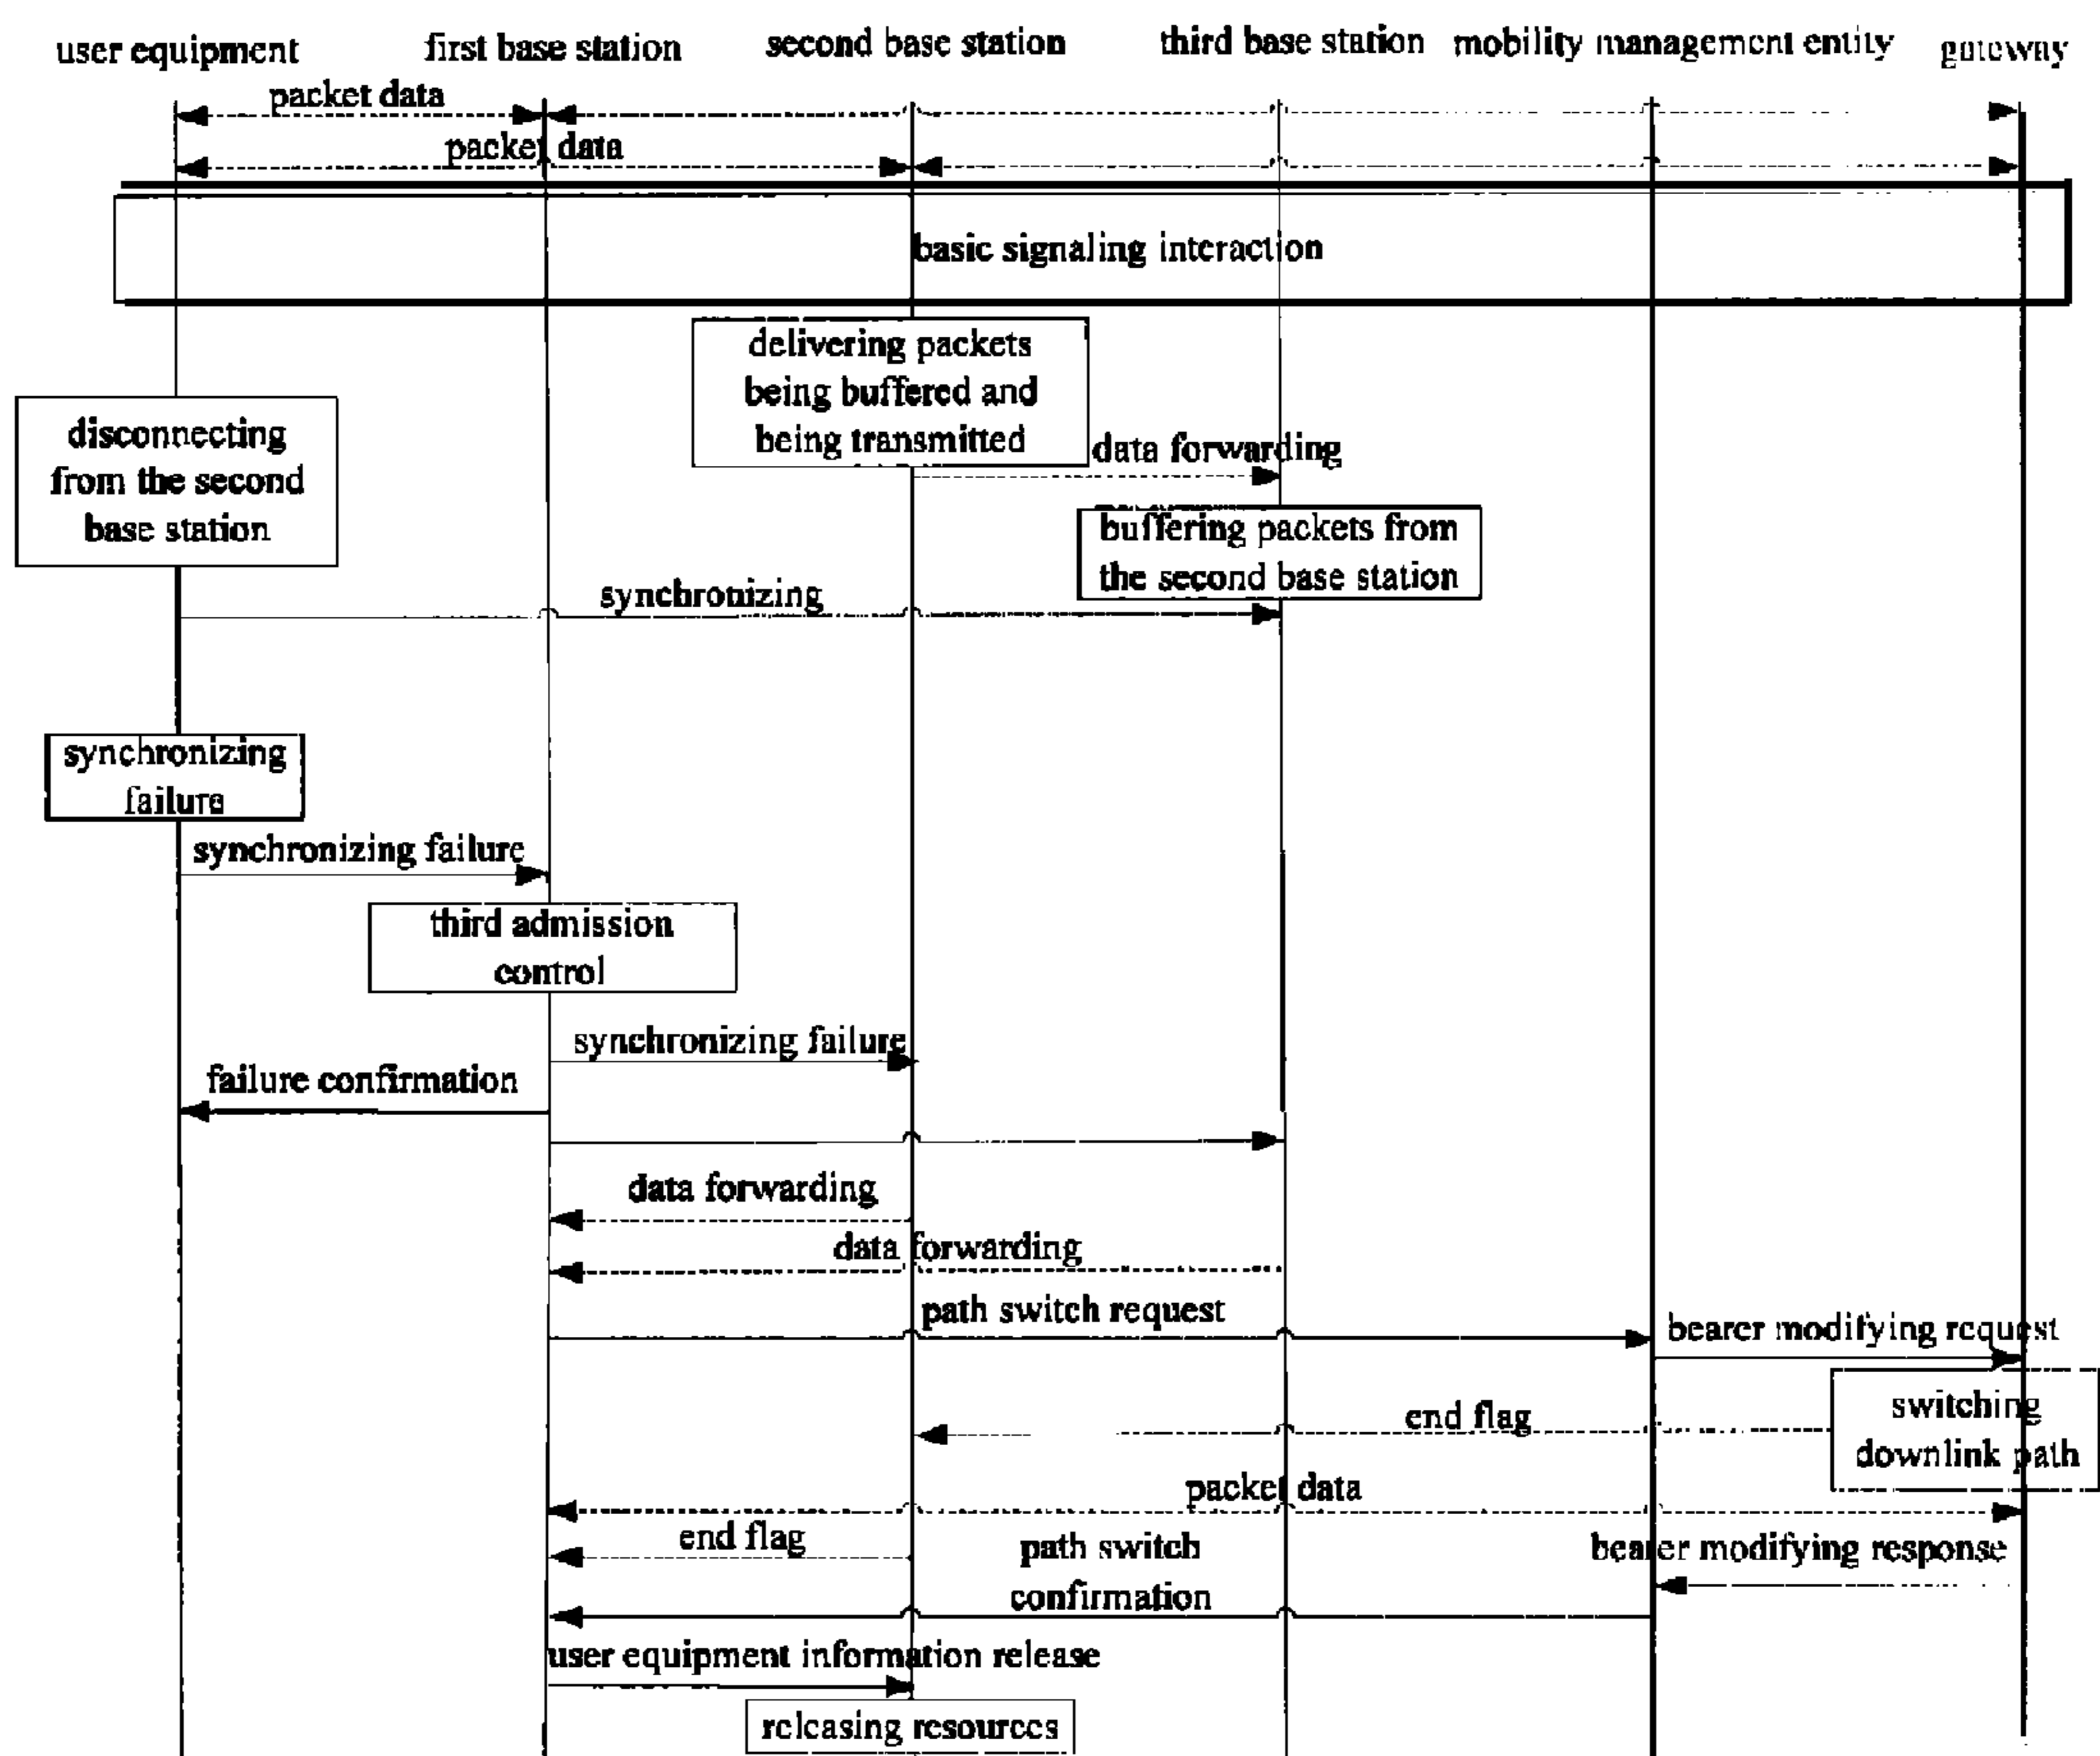 user equipment
first base station
second base station
third base station
mobility management entity
gateway
packet data
packet data
basic signaling interaction
delivering packets
being buffered and
being transmitted
disconnecting
from the second
base station
data forwarding
buffering packets from
the second base station
synchronizing
synchronizing
failure
synchronizing failure
third admission
control
synchronizing failure
failure confirmation
data forwarding
data forwarding
path switch request
bearer modifying request
switching
downlink path
end flag
packet data
end flag
path switch
confirmation
bearer modifying response
user equipment information release
releasing resources